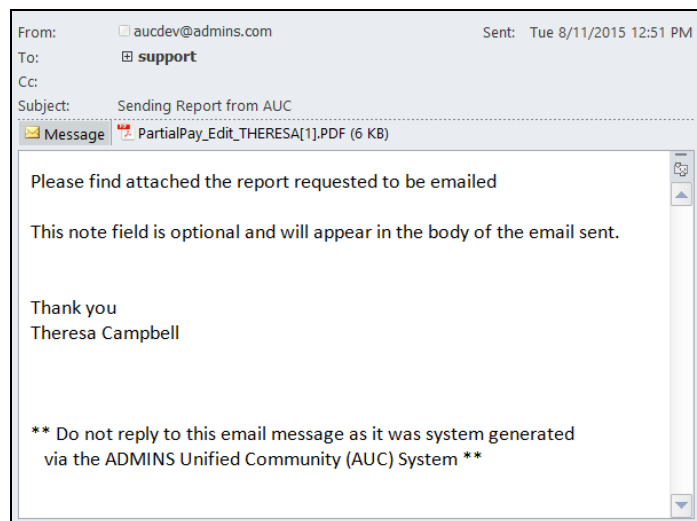 From: aucdev@admins.com Sent: Tue 8/11/2015 12:51 PM
To: support
Cc:
Subject: Sending Report from AUC
Message PartialPay_Edit_THERESA[1].PDF (6 KB)
Please find attached the report requested to be emailed
This note field is optional and will appear in the body of the email sent.
Thank you
Theresa Campbell
** Do not reply to this email message as it was system generated
via the ADMINS Unified Community (AUC) System **